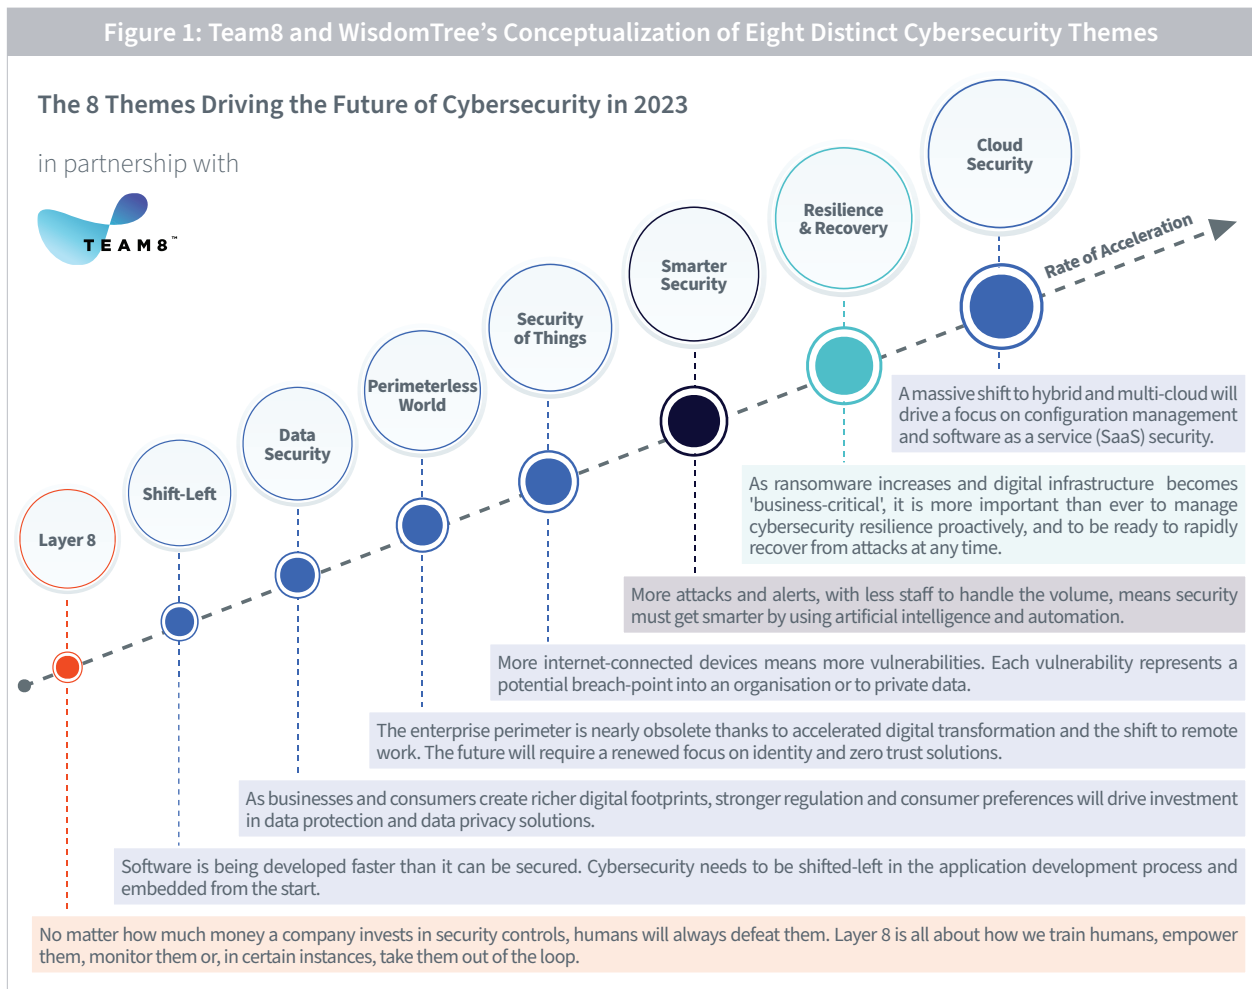 Figure 1: Team8 and WisdomTree’s Conceptualization of Eight Distinct Cybersecurity Themes
The 8 Themes Driving the Future of Cybersecurity in 2023
in partnership with
TEAM8™
Cloud
Security
Resilience
& Recovery
Rate of Acceleration
Smarter
Security
Security
of Things
Perimeterless
World
Data
Security
Shift-Left
Layer 8
A massive shift to hybrid and multi-cloud will
drive a focus on configuration management
and software as a service (SaaS) security.
As ransomware increases and digital infrastructure becomes
'business-critical', it is more important than ever to manage
cybersecurity resilience proactively, and to be ready to rapidly
recover from attacks at any time.
More attacks and alerts, with less staff to handle the volume, means security
must get smarter by using artificial intelligence and automation.
More internet-connected devices means more vulnerabilities. Each vulnerability represents a
potential breach-point into an organisation or to private data.
The enterprise perimeter is nearly obsolete thanks to accelerated digital transformation and the shift to remote
work. The future will require a renewed focus on identity and zero trust solutions.
As businesses and consumers create richer digital footprints, stronger regulation and consumer preferences will drive investment
in data protection and data privacy solutions.
Software is being developed faster than it can be secured. Cybersecurity needs to be shifted-left in the application development process and
embedded from the start.
No matter how much money a company invests in security controls, humans will always defeat them. Layer 8 is all about how we train humans, empower
them, monitor them or, in certain instances, take them out of the loop.